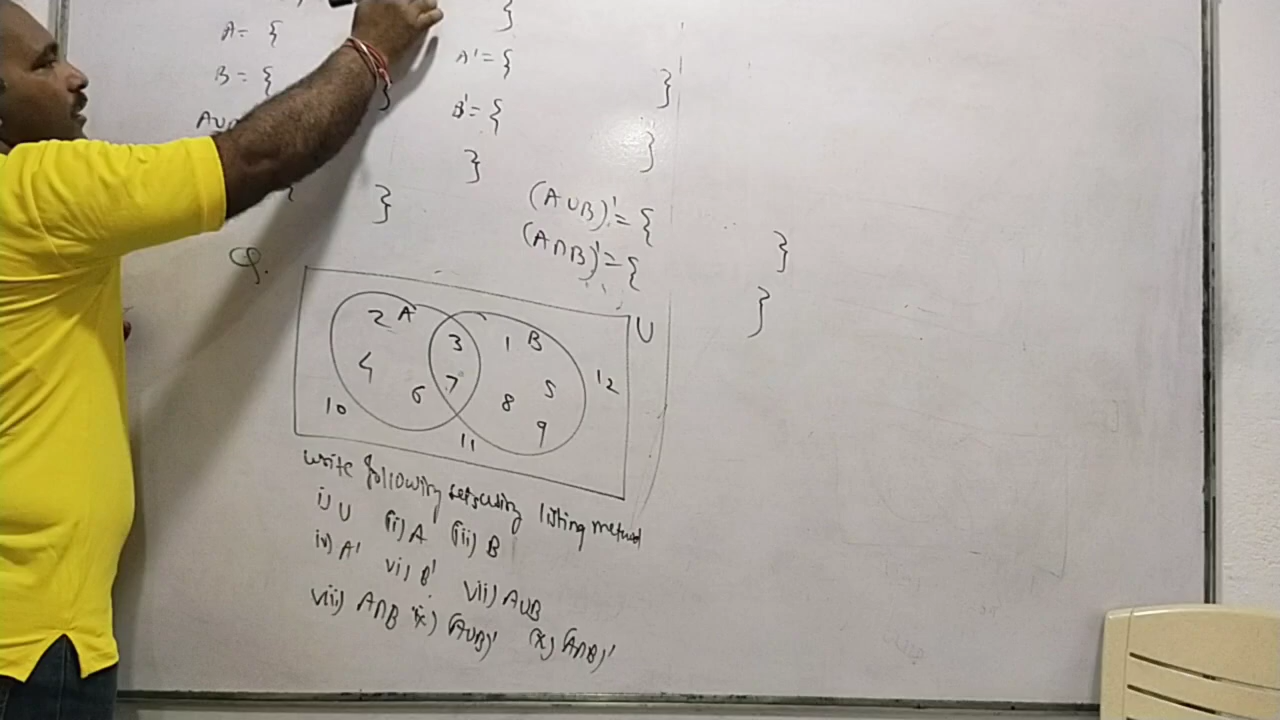 }
A = {
A' = {
}
B = {
}
B' = {
}
AU
}
{
}
(A∪B)' = {
}
(A∩B)' = {
}
Q.
U
2 A 3 1 B
4 7 5 12
6 8
10 9
11
write following sets using listing method
i) U (ii) A (iii) B
iv) A' vi) B' vii) A∪B
viii) A∩B ix) (A∪B)' (x) (A∩B)'